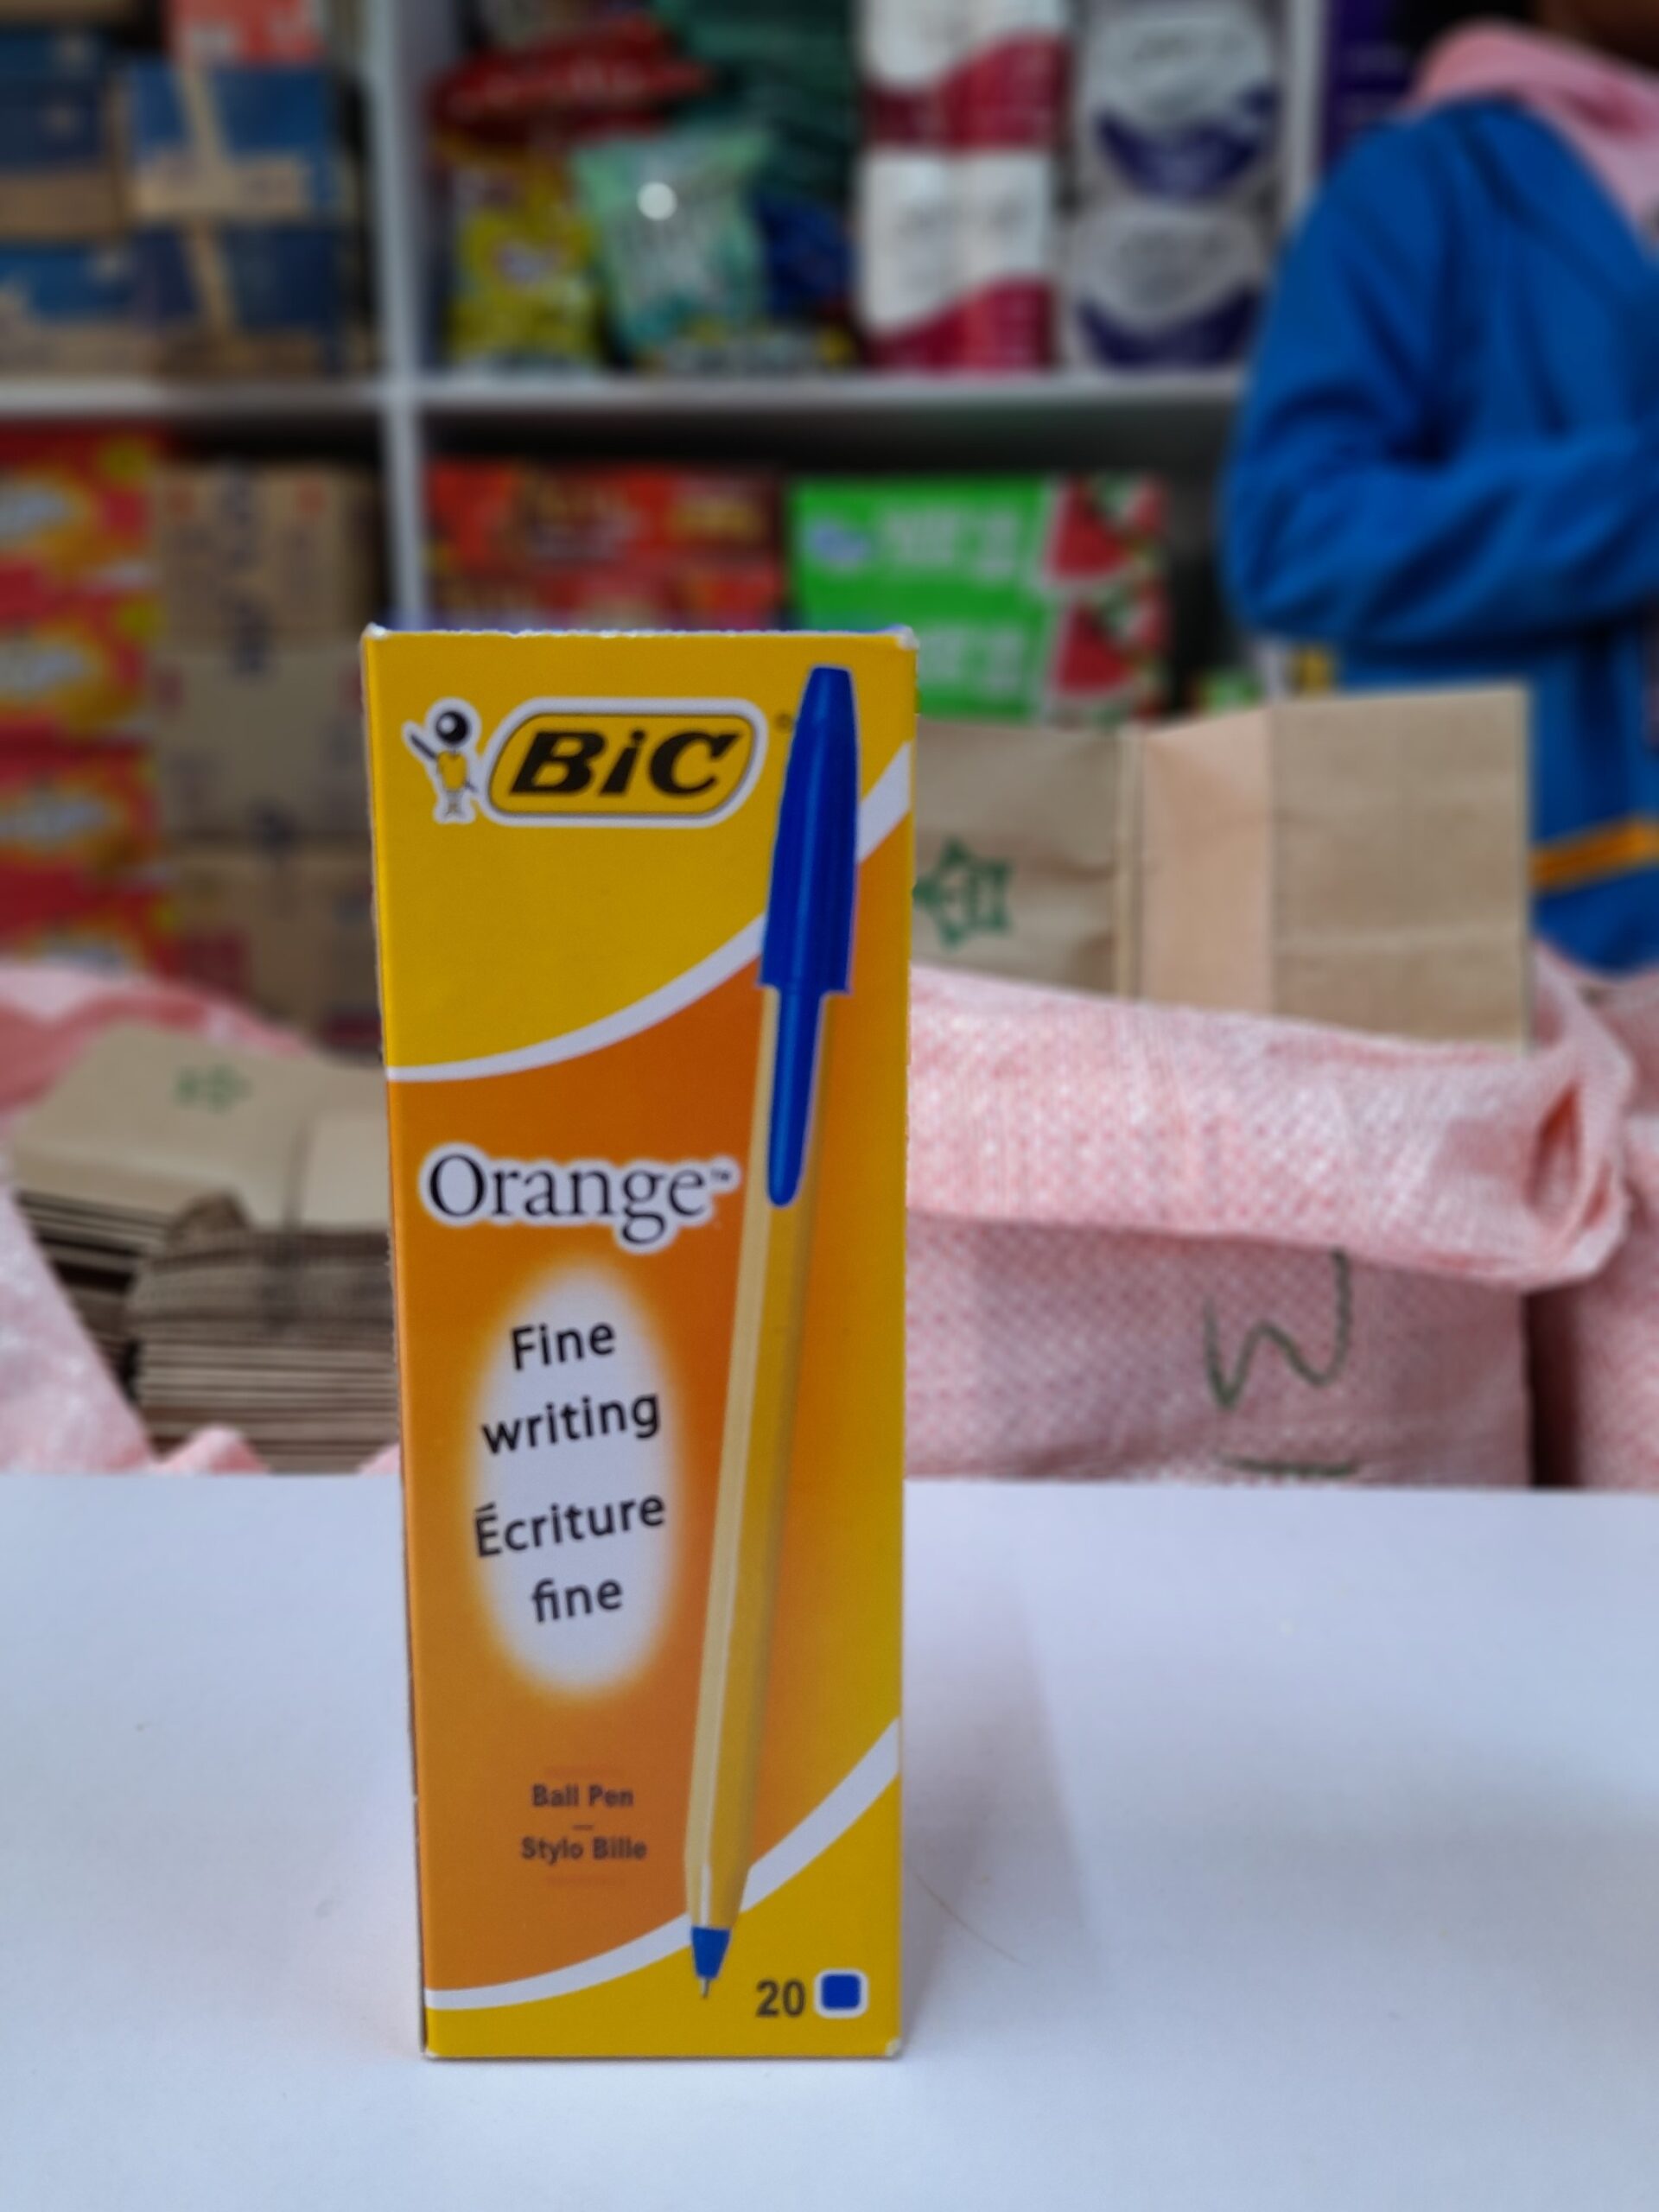 BiC
Orange™
Fine
writing
Écriture
fine
Ball Pen
Stylo Bille
20